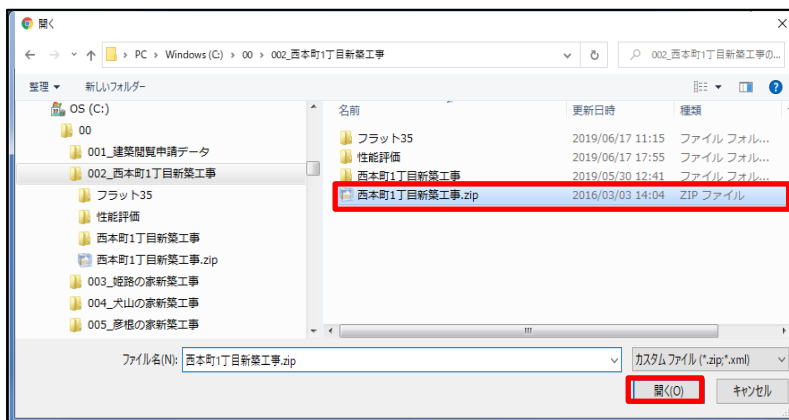 開く
PC › Windows (C:) › 00 › 002_西本町1丁目新築工事
002_西本町1丁目新築工事の...
整理 新しいフォルダー
OS (C:)
00
001_建築閲覧申請データ
002_西本町1丁目新築工事
フラット35
性能評価
西本町1丁目新築工事
西本町1丁目新築工事.zip
003_姫路の家新築工事
004_犬山の家新築工事
005_彦根の家新築工事
名前 更新日時 種類
フラット35 2019/06/17 11:15 ファイル フォル...
性能評価 2019/06/17 17:55 ファイル フォル...
西本町1丁目新築工事 2019/05/30 12:41 ファイル フォル...
西本町1丁目新築工事.zip 2016/03/03 14:04 ZIP ファイル
ファイル名(N): 西本町1丁目新築工事.zip カスタム ファイル (*.zip;*.xml)
開く(O) キャンセル